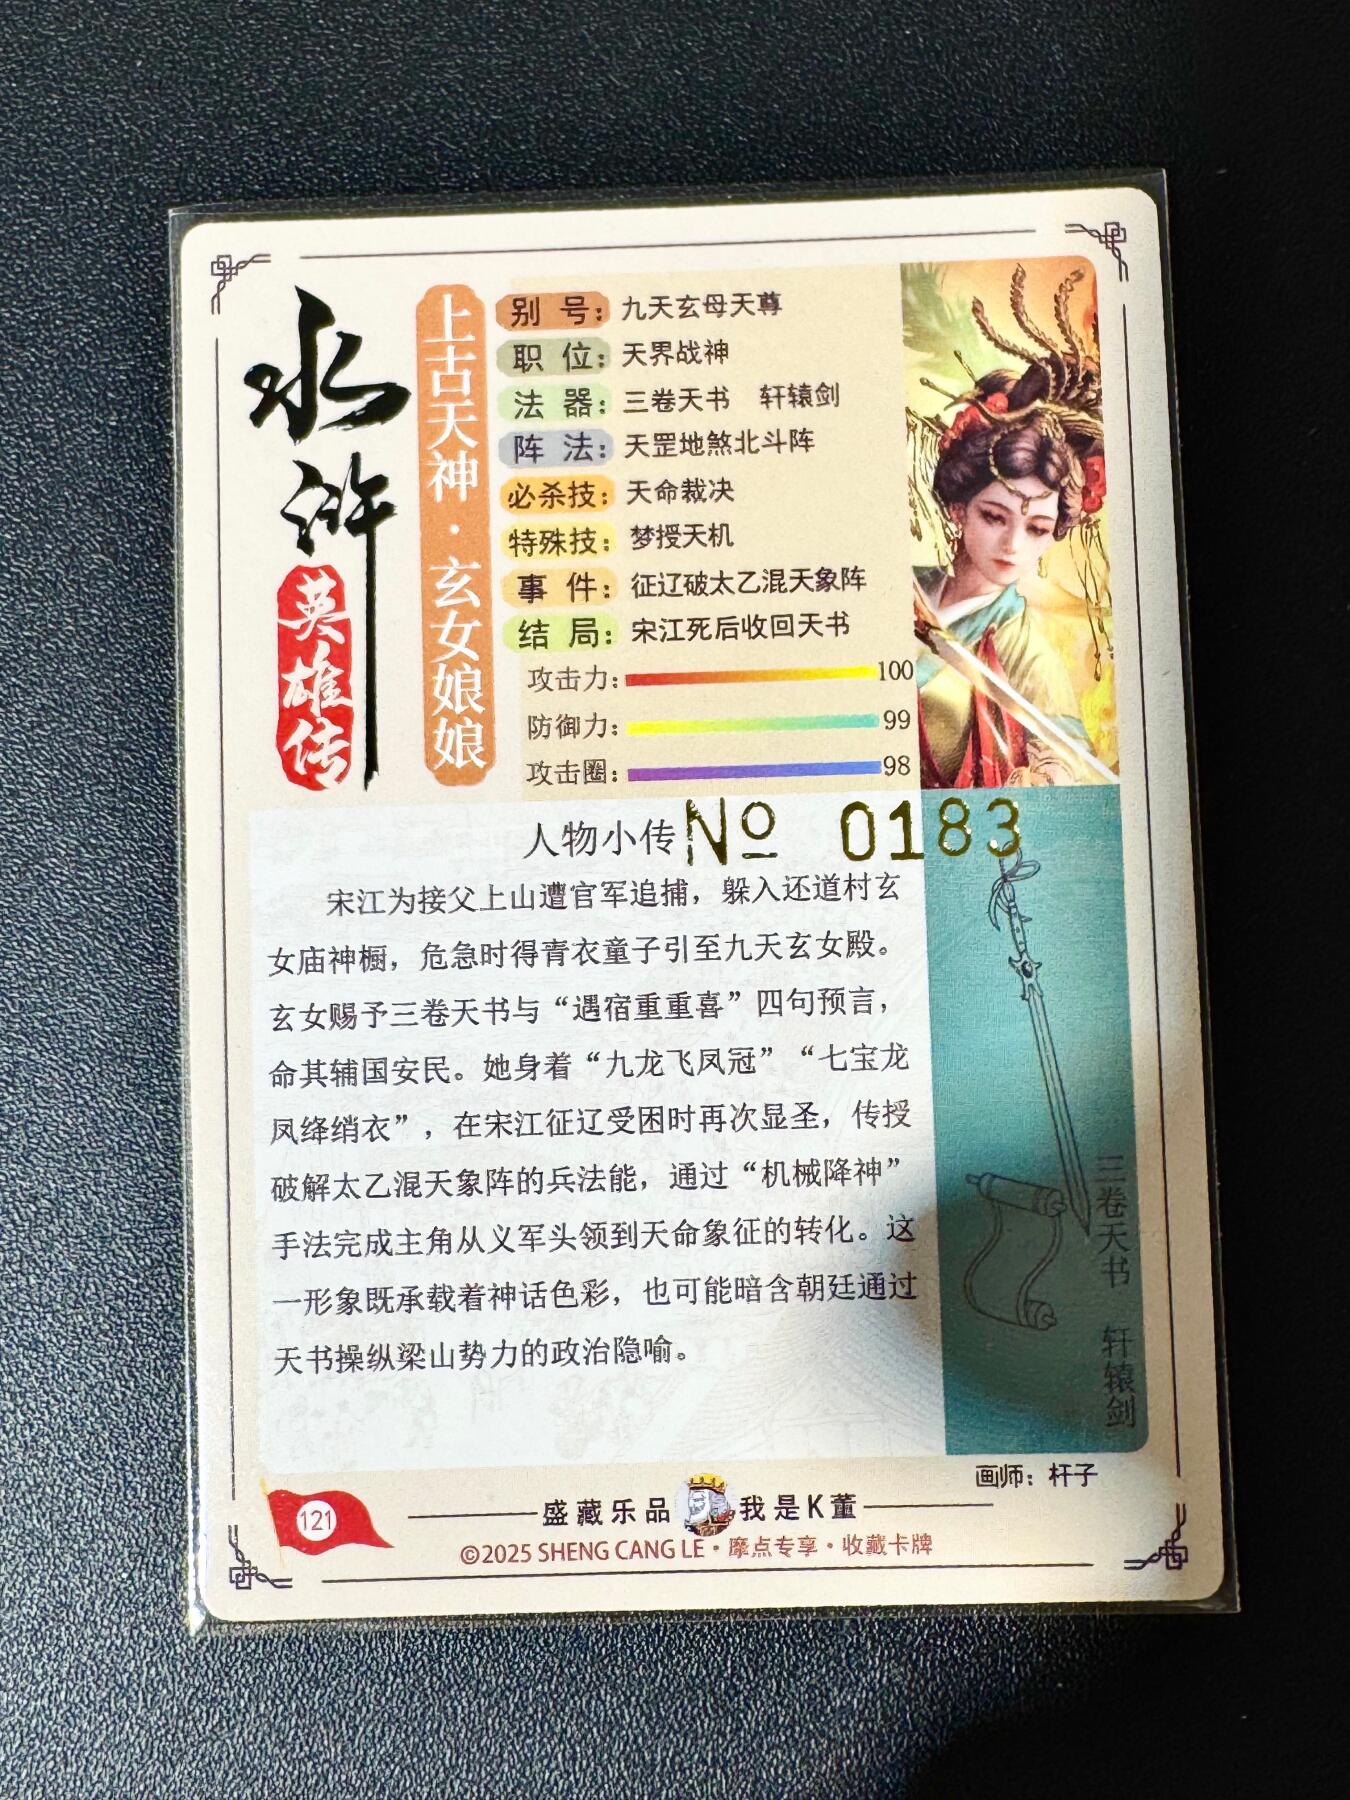 水浒
英雄传
上古天神·玄女娘娘
别号：九天玄母天尊
职位：天界战神
法器：三卷天书 轩辕剑
阵法：天罡地煞北斗阵
必杀技：天命裁决
特殊技：梦授天机
事件：征辽破太乙混天象阵
结局：宋江死后收回天书
攻击力：100
防御力：99
攻击圈：98
人物小传 Nº 0183
宋江为接父上山遭官军追捕，躲入还道村玄
女庙神橱，危急时得青衣童子引至九天玄女殿。
玄女赐予三卷天书与“遇宿重重喜”四句预言，
命其辅国安民。她身着“九龙飞凤冠”“七宝龙
凤绛绡衣”，在宋江征辽受困时再次显圣，传授
破解太乙混天象阵的兵法能，通过“机械降神”
手法完成主角从义军头领到天命象征的转化。这
一形象既承载着神话色彩，也可能暗含朝廷通过
天书操纵梁山势力的政治隐喻。
三卷天书 轩辕剑
画师：杆子
121
盛藏乐品 我是K董
©2025 SHENG CANG LE·摩点专享·收藏卡牌